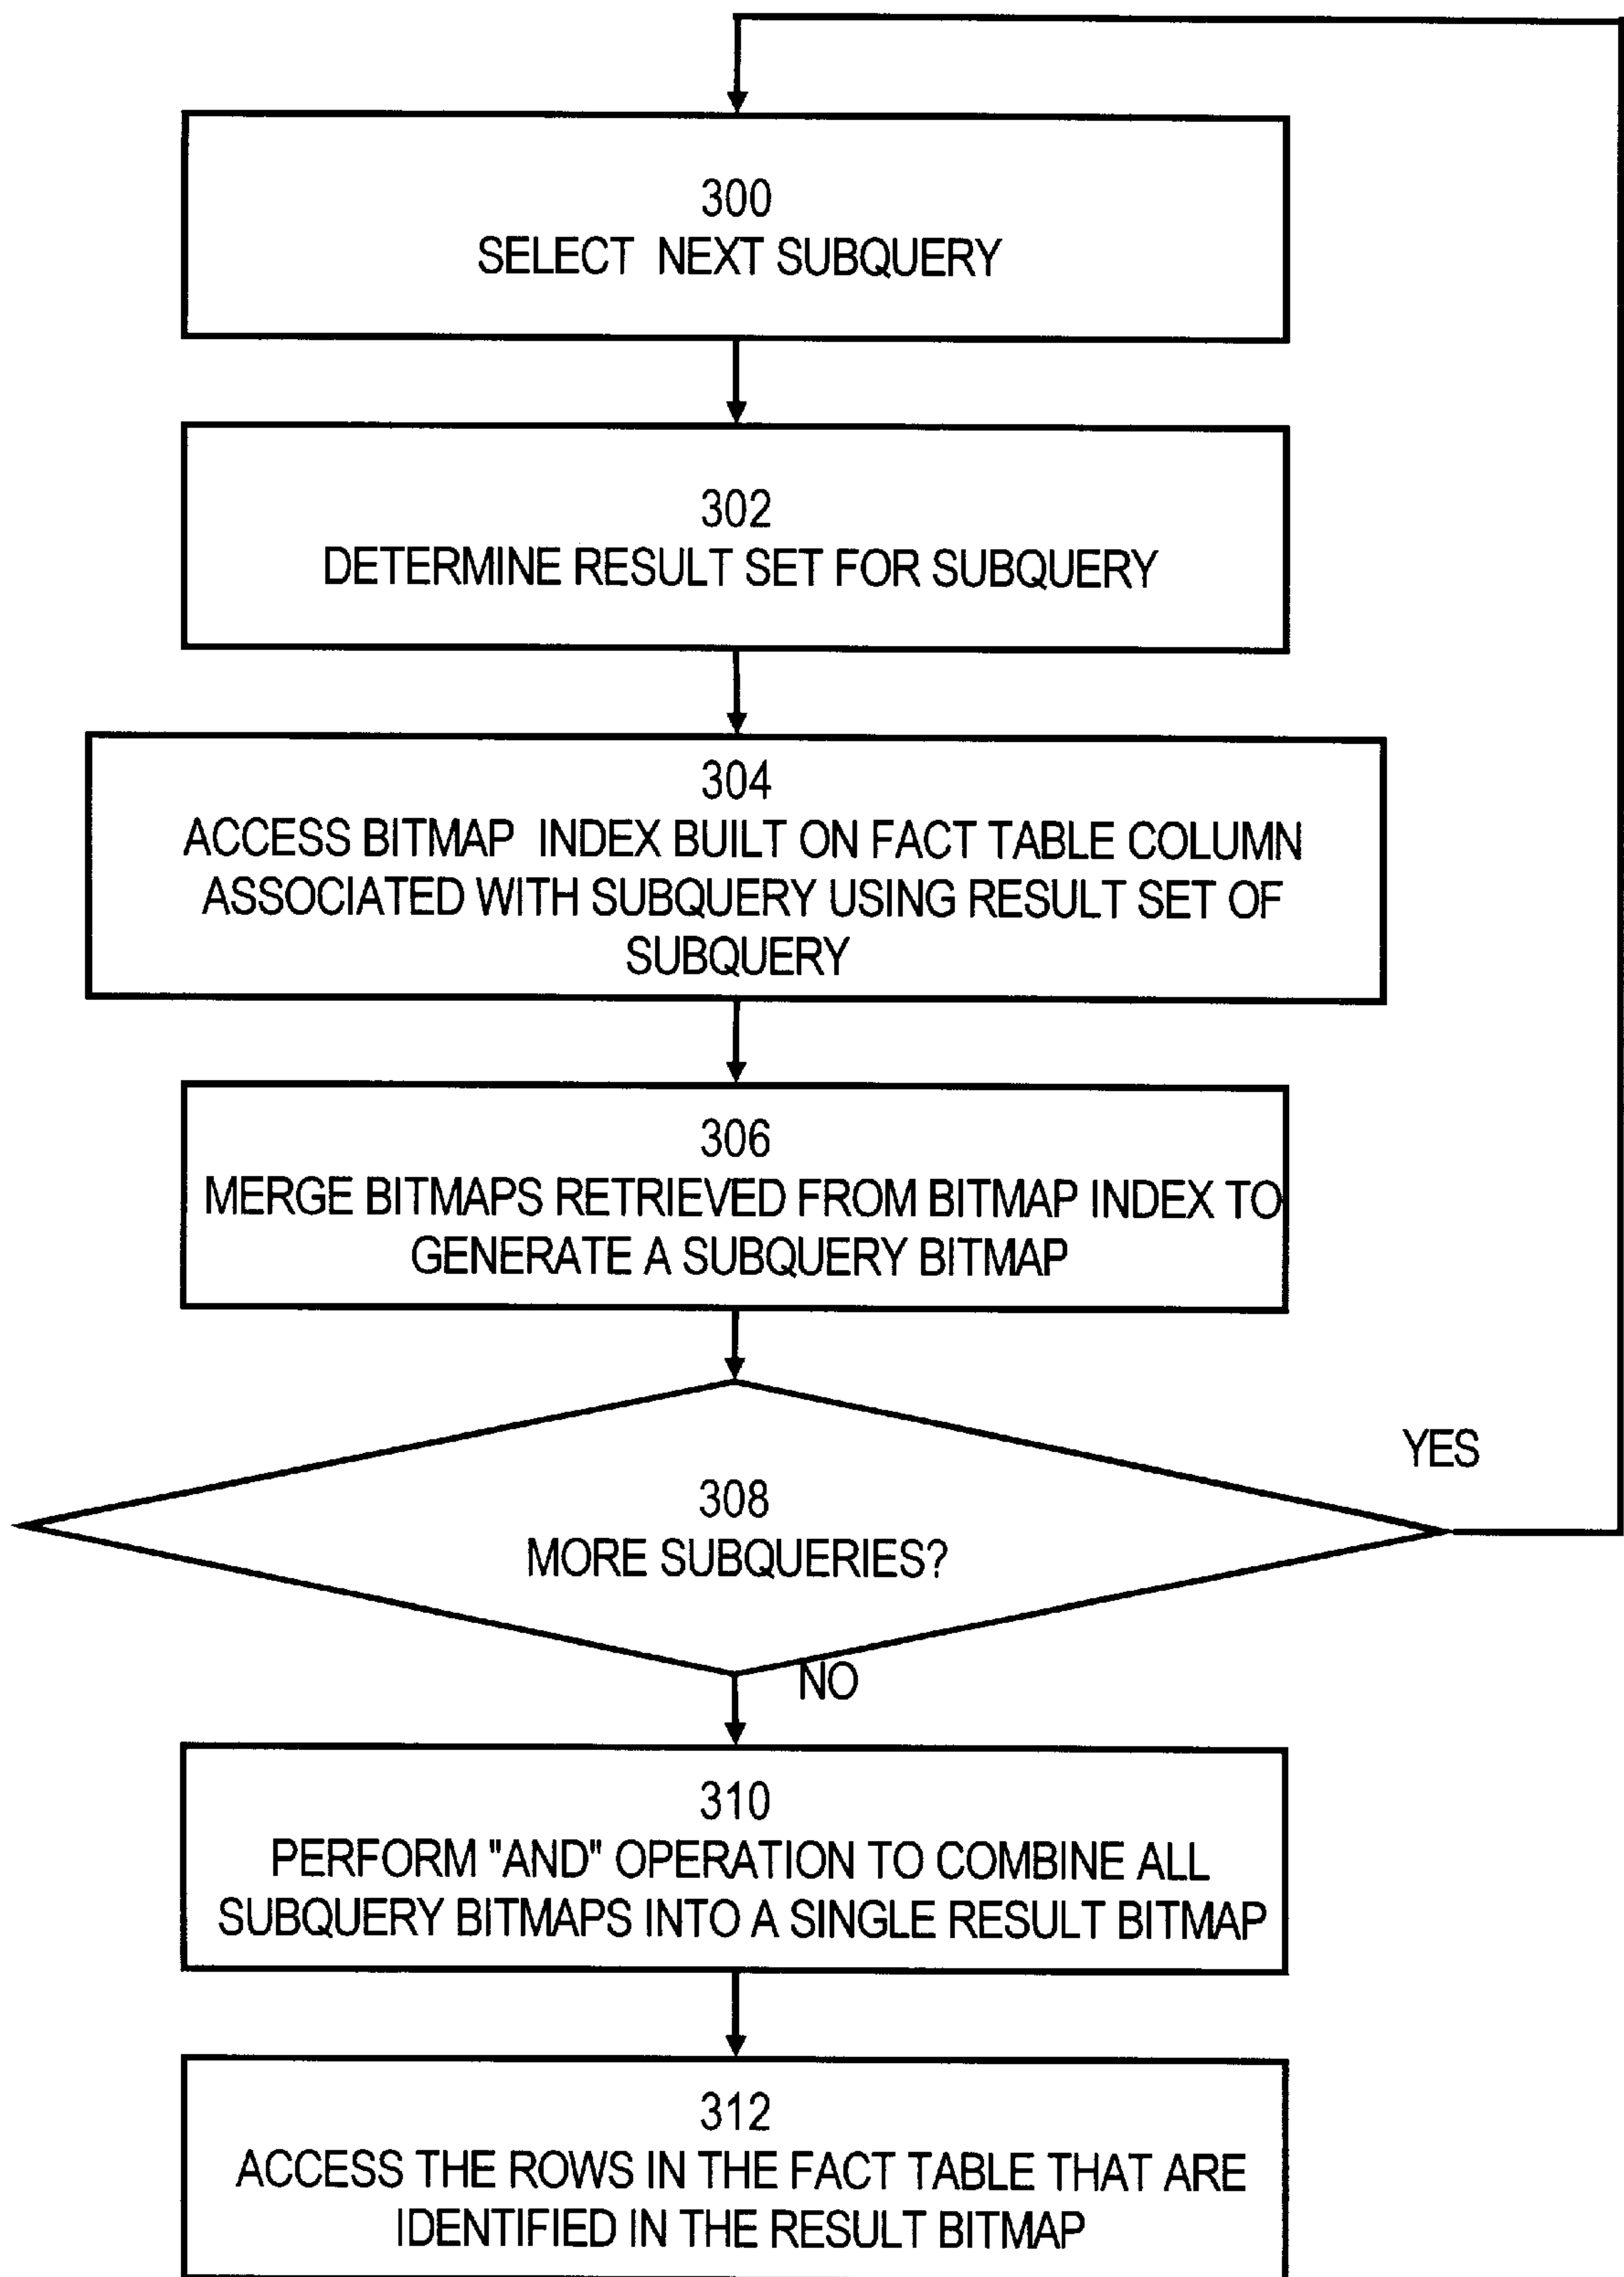 300
SELECT NEXT SUBQUERY
302
DETERMINE RESULT SET FOR SUBQUERY
304
ACCESS BITMAP INDEX BUILT ON FACT TABLE COLUMN
ASSOCIATED WITH SUBQUERY USING RESULT SET OF
SUBQUERY
306
MERGE BITMAPS RETRIEVED FROM BITMAP INDEX TO
GENERATE A SUBQUERY BITMAP
YES
308
MORE SUBQUERIES?
NO
310
PERFORM "AND" OPERATION TO COMBINE ALL
SUBQUERY BITMAPS INTO A SINGLE RESULT BITMAP
312
ACCESS THE ROWS IN THE FACT TABLE THAT ARE
IDENTIFIED IN THE RESULT BITMAP